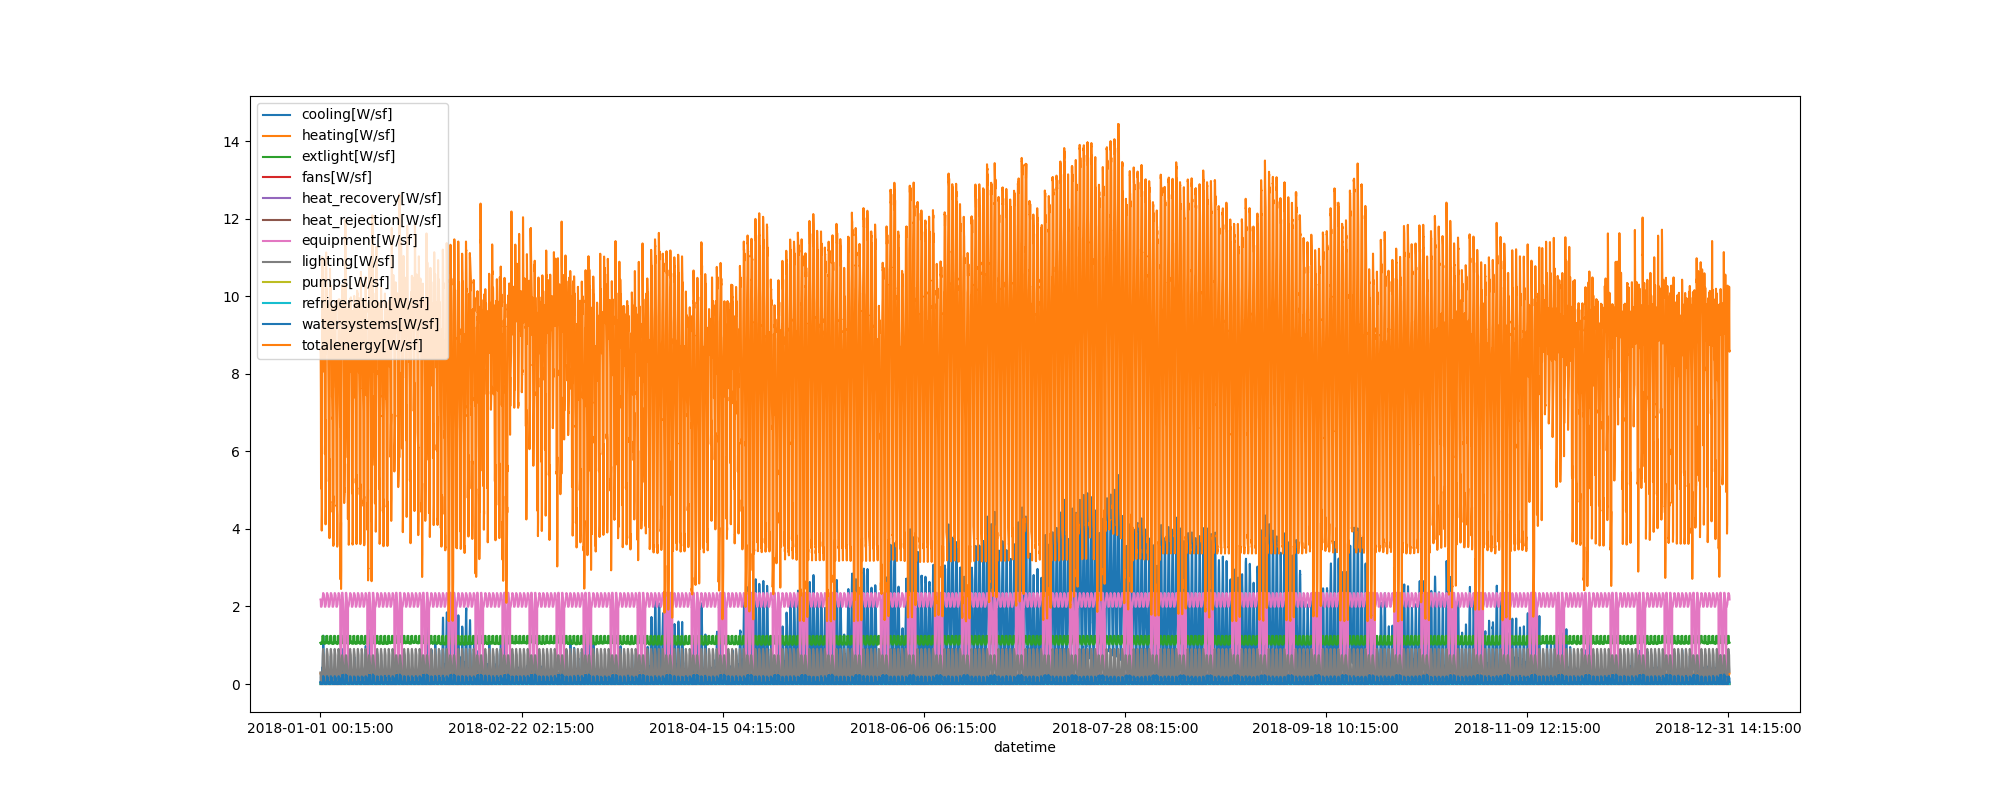 cooling[W/sf]
heating[W/sf]
extlight[W/sf]
fans[W/sf]
heat_recovery[W/sf]
heat_rejection[W/sf]
equipment[W/sf]
lighting[W/sf]
pumps[W/sf]
refrigeration[W/sf]
watersystems[W/sf]
totalenergy[W/sf]
14
12
10
8
6
4
2
0
2018-01-01 00:15:00 2018-02-22 02:15:00 2018-04-15 04:15:00 2018-06-06 06:15:00 2018-07-28 08:15:00 2018-09-18 10:15:00 2018-11-09 12:15:00 2018-12-31 14:15:00
datetime